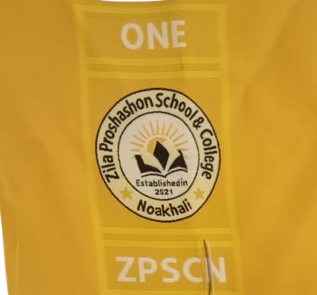 ONE
Zila Proshashon School & College
Establishedin
2021
Noakhali
ZPSCN